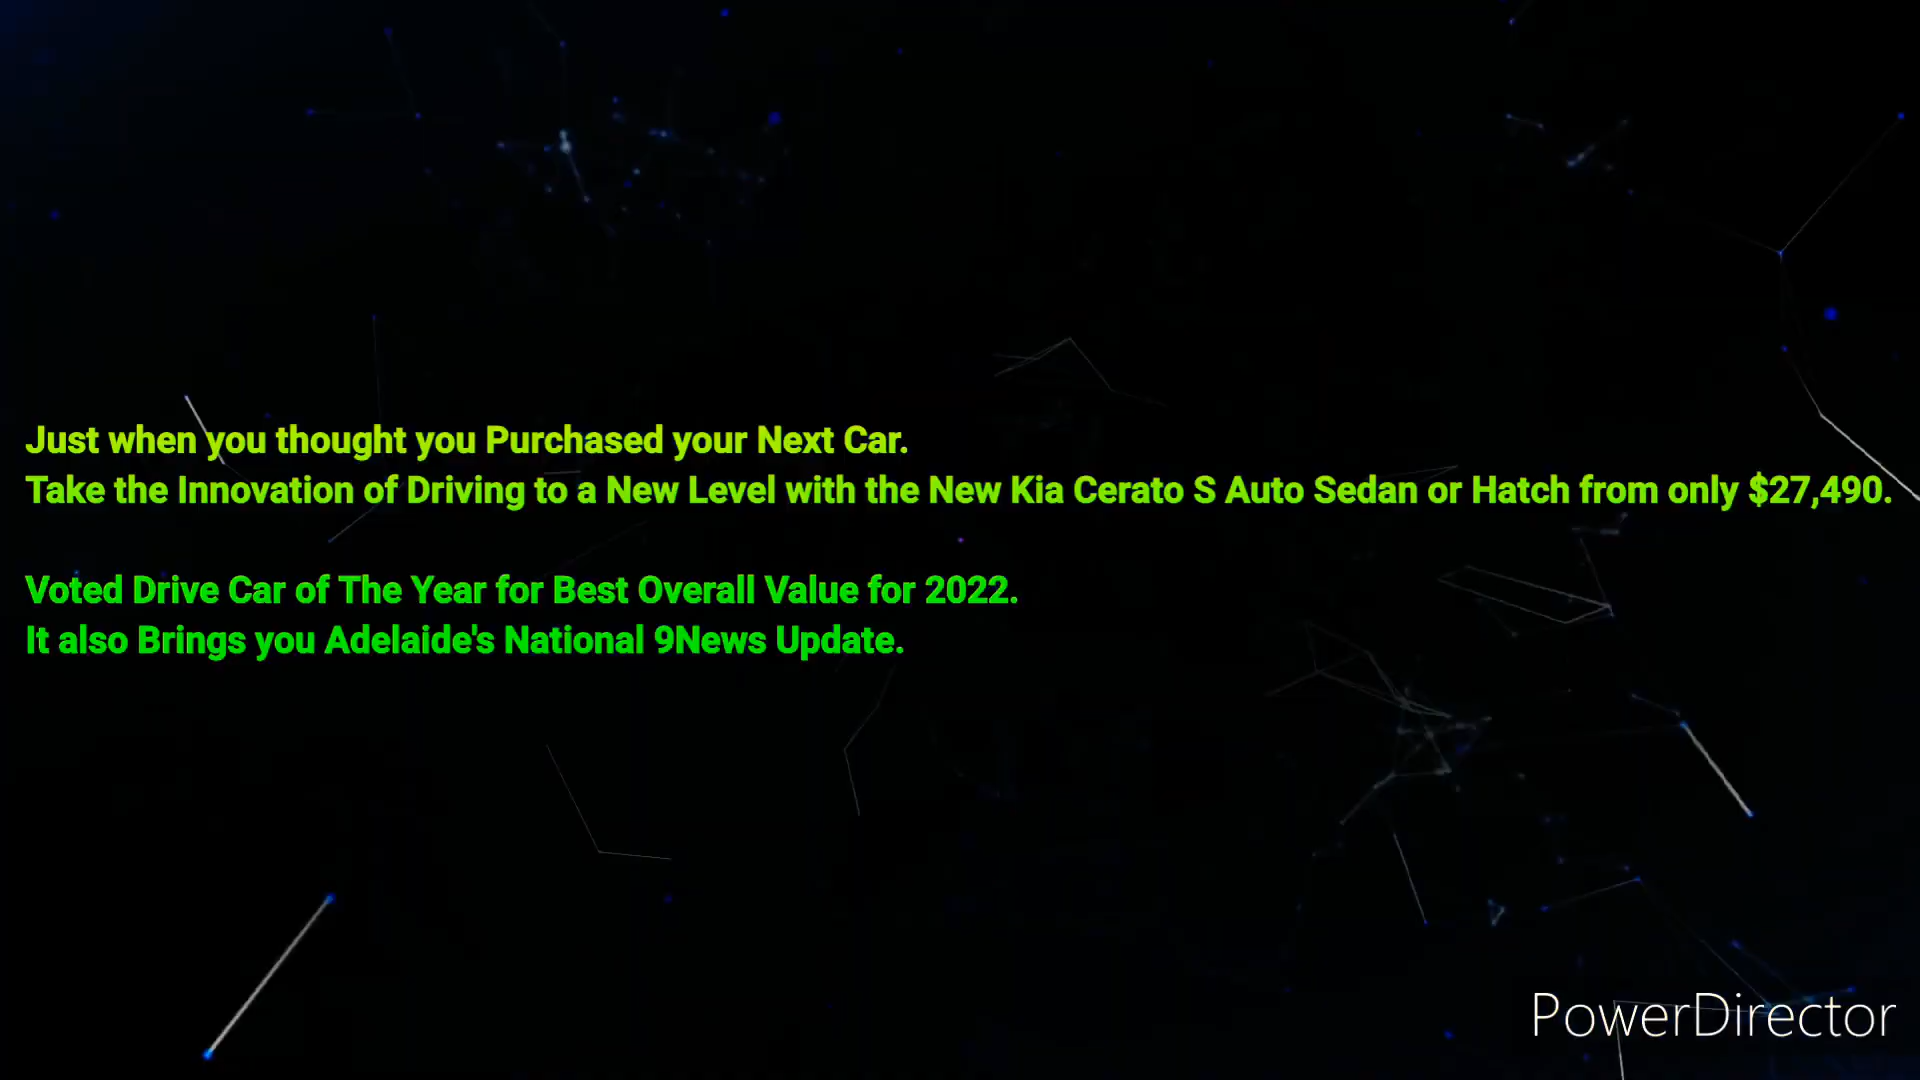 Just when you thought you Purchased your Next Car.
Take the Innovation of Driving to a New Level with the New Kia Cerato S Auto Sedan or Hatch from only $27,490.
Voted Drive Car of The Year for Best Overall Value for 2022.
It also Brings you Adelaide's National 9News Update.
PowerDirector